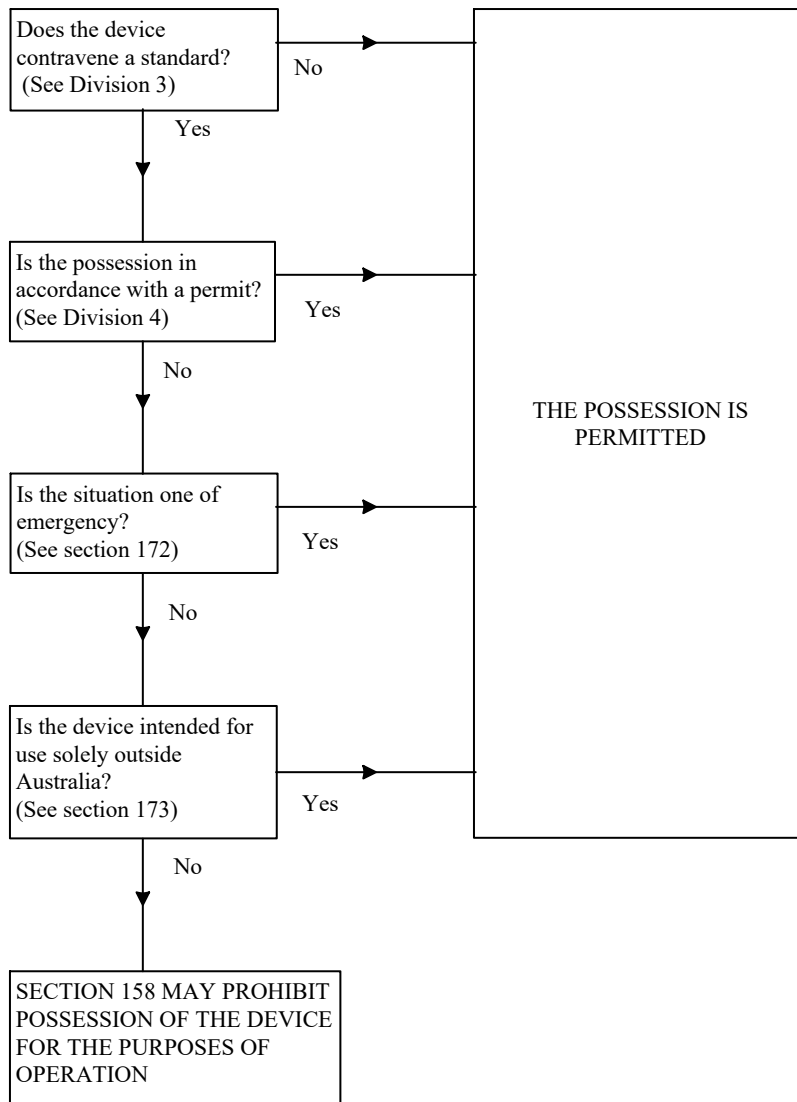 Does the device
contravene a standard?
(See Division 3)
No
Yes
Is the possession in
accordance with a permit?
(See Division 4)
Yes
No
THE POSSESSION IS
PERMITTED
Is the situation one of
emergency?
(See section 172)
Yes
No
Is the device intended for
use solely outside
Australia?
(See section 173)
Yes
No
SECTION 158 MAY PROHIBIT
POSSESSION OF THE DEVICE
FOR THE PURPOSES OF
OPERATION